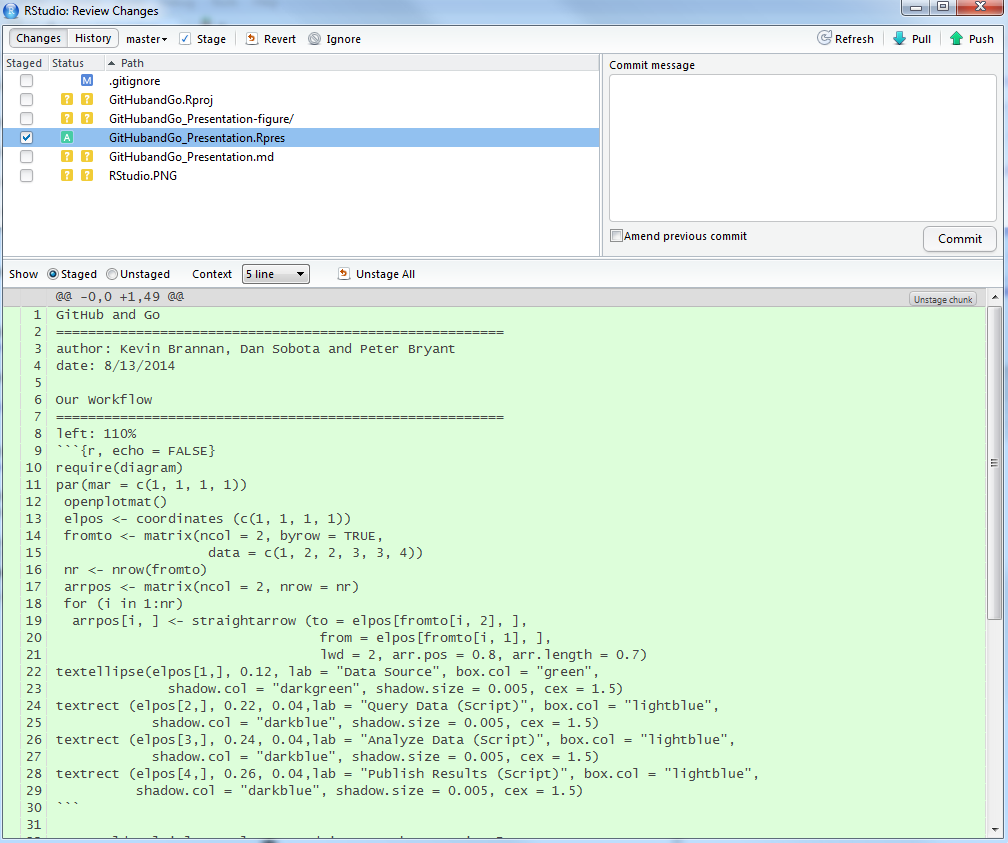 RStudio: Review Changes
Changes History master Stage Revert Ignore Refresh Pull Push
Staged Status Path
M .gitignore
? ? GitHubandGo.Rproj
? ? GitHubandGo_Presentation-figure/
A GitHubandGo_Presentation.Rpres
? ? GitHubandGo_Presentation.md
? ? RStudio.PNG
Commit message
Amend previous commit
Commit
Show Staged Unstaged Context 5 line Unstage All
@@ -0,0 +1,49 @@ Unstage chunk
1 GitHub and Go
2 ========================================================
3 author: Kevin Brannan, Dan Sobota and Peter Bryant
4 date: 8/13/2014
5
6 Our Workflow
7 ========================================================
8 left: 110%
9 ```{r, echo = FALSE}
10 require(diagram)
11 par(mar = c(1, 1, 1, 1))
12  openplotmat()
13  elpos <- coordinates (c(1, 1, 1, 1))
14  fromto <- matrix(ncol = 2, byrow = TRUE,
15                    data = c(1, 2, 2, 3, 3, 4))
16  nr <- nrow(fromto)
17  arrpos <- matrix(ncol = 2, nrow = nr)
18  for (i in 1:nr)
19   arrpos[i, ] <- straightarrow (to = elpos[fromto[i, 2], ],
20                                  from = elpos[fromto[i, 1], ],
21                                  lwd = 2, arr.pos = 0.8, arr.length = 0.7)
22 textellipse(elpos[1,], 0.12, lab = "Data Source", box.col = "green",
23               shadow.col = "darkgreen", shadow.size = 0.005, cex = 1.5)
24 textrect (elpos[2,], 0.22, 0.04,lab = "Query Data (Script)", box.col = "lightblue",
25             shadow.col = "darkblue", shadow.size = 0.005, cex = 1.5)
26 textrect (elpos[3,], 0.24, 0.04,lab = "Analyze Data (Script)", box.col = "lightblue",
27             shadow.col = "darkblue", shadow.size = 0.005, cex = 1.5)
28 textrect (elpos[4,], 0.26, 0.04,lab = "Publish Results (Script)", box.col = "lightblue",
29           shadow.col = "darkblue", shadow.size = 0.005, cex = 1.5)
30 ```
31